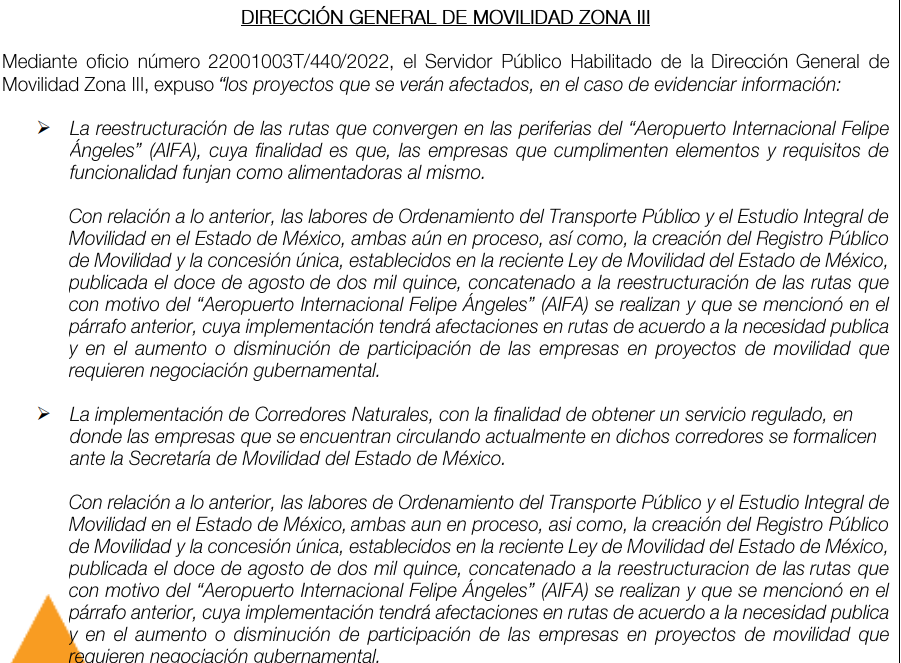 DIRECCIÓN GENERAL DE MOVILIDAD ZONA III
Mediante oficio número 22001003T/440/2022, el Servidor Público Habilitado de la Dirección General de
Movilidad Zona III, expuso “los proyectos que se verán afectados, en el caso de evidenciar información:
➢ La reestructuración de las rutas que convergen en las periferias del “Aeropuerto Internacional Felipe
Ángeles” (AIFA), cuya finalidad es que, las empresas que cumplimenten elementos y requisitos de
funcionalidad funjan como alimentadoras al mismo.
Con relación a lo anterior, las labores de Ordenamiento del Transporte Público y el Estudio Integral de
Movilidad en el Estado de México, ambas aún en proceso, así como, la creación del Registro Público
de Movilidad y la concesión única, establecidos en la reciente Ley de Movilidad del Estado de México,
publicada el doce de agosto de dos mil quince, concatenado a la reestructuración de las rutas que
con motivo del “Aeropuerto Internacional Felipe Ángeles” (AIFA) se realizan y que se mencionó en el
párrafo anterior, cuya implementación tendrá afectaciones en rutas de acuerdo a la necesidad publica
y en el aumento o disminución de participación de las empresas en proyectos de movilidad que
requieren negociación gubernamental.
➢ La implementación de Corredores Naturales, con la finalidad de obtener un servicio regulado, en
donde las empresas que se encuentran circulando actualmente en dichos corredores se formalicen
ante la Secretaría de Movilidad del Estado de México.
Con relación a lo anterior, las labores de Ordenamiento del Transporte Público y el Estudio Integral de
Movilidad en el Estado de México, ambas aun en proceso, asi como, la creación del Registro Público
de Movilidad y la concesión única, establecidos en la reciente Ley de Movilidad del Estado de México,
publicada el doce de agosto de dos mil quince, concatenado a la reestructuracion de las rutas que
con motivo del “Aeropuerto Internacional Felipe Ángeles” (AIFA) se realizan y que se mencionó en el
párrafo anterior, cuya implementación tendrá afectaciones en rutas de acuerdo a la necesidad publica
y en el aumento o disminución de participación de las empresas en proyectos de movilidad que
requieren negociación gubernamental.